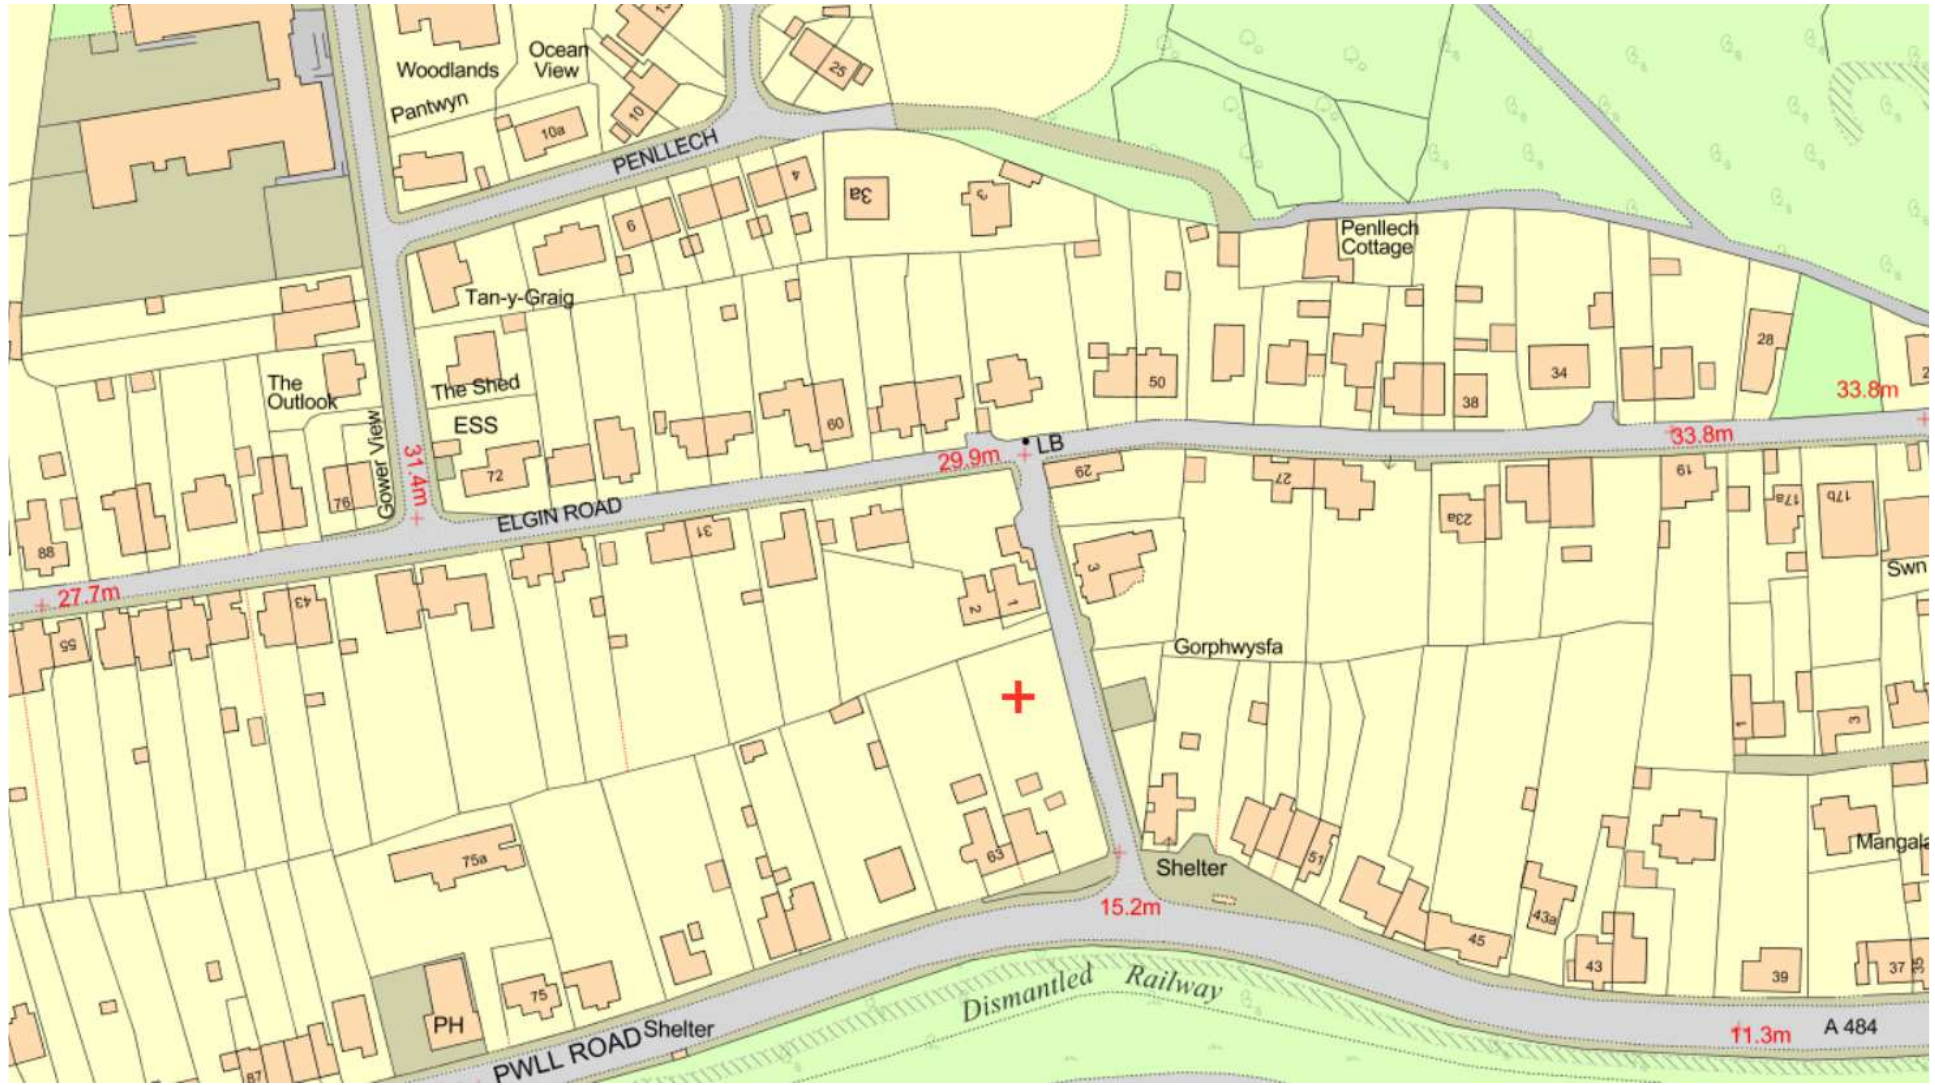 13
Ocean
View
Woodlands
25
Pantwyn
10
10a
PENLLECH
4
3a
3
6
Penllech
Cottage
Tan-y-Graig
28
The
Outlook
The Shed
50
34
2
33.8m
38
Gower View
ESS
60
LB
33.8m
31.4m
29.9m
72
29
27
19
76
17a
17b
ELGIN ROAD
23a
31
88
3
Swn
27.7m
43
2
1
55
Gorphwysfa
1
3
75a
63
51
Mangala
Shelter
15.2m
43a
45
75
43
39
37
35
Dismantled Railway
PH
Shelter
A 484
11.3m
PWLL ROAD
87